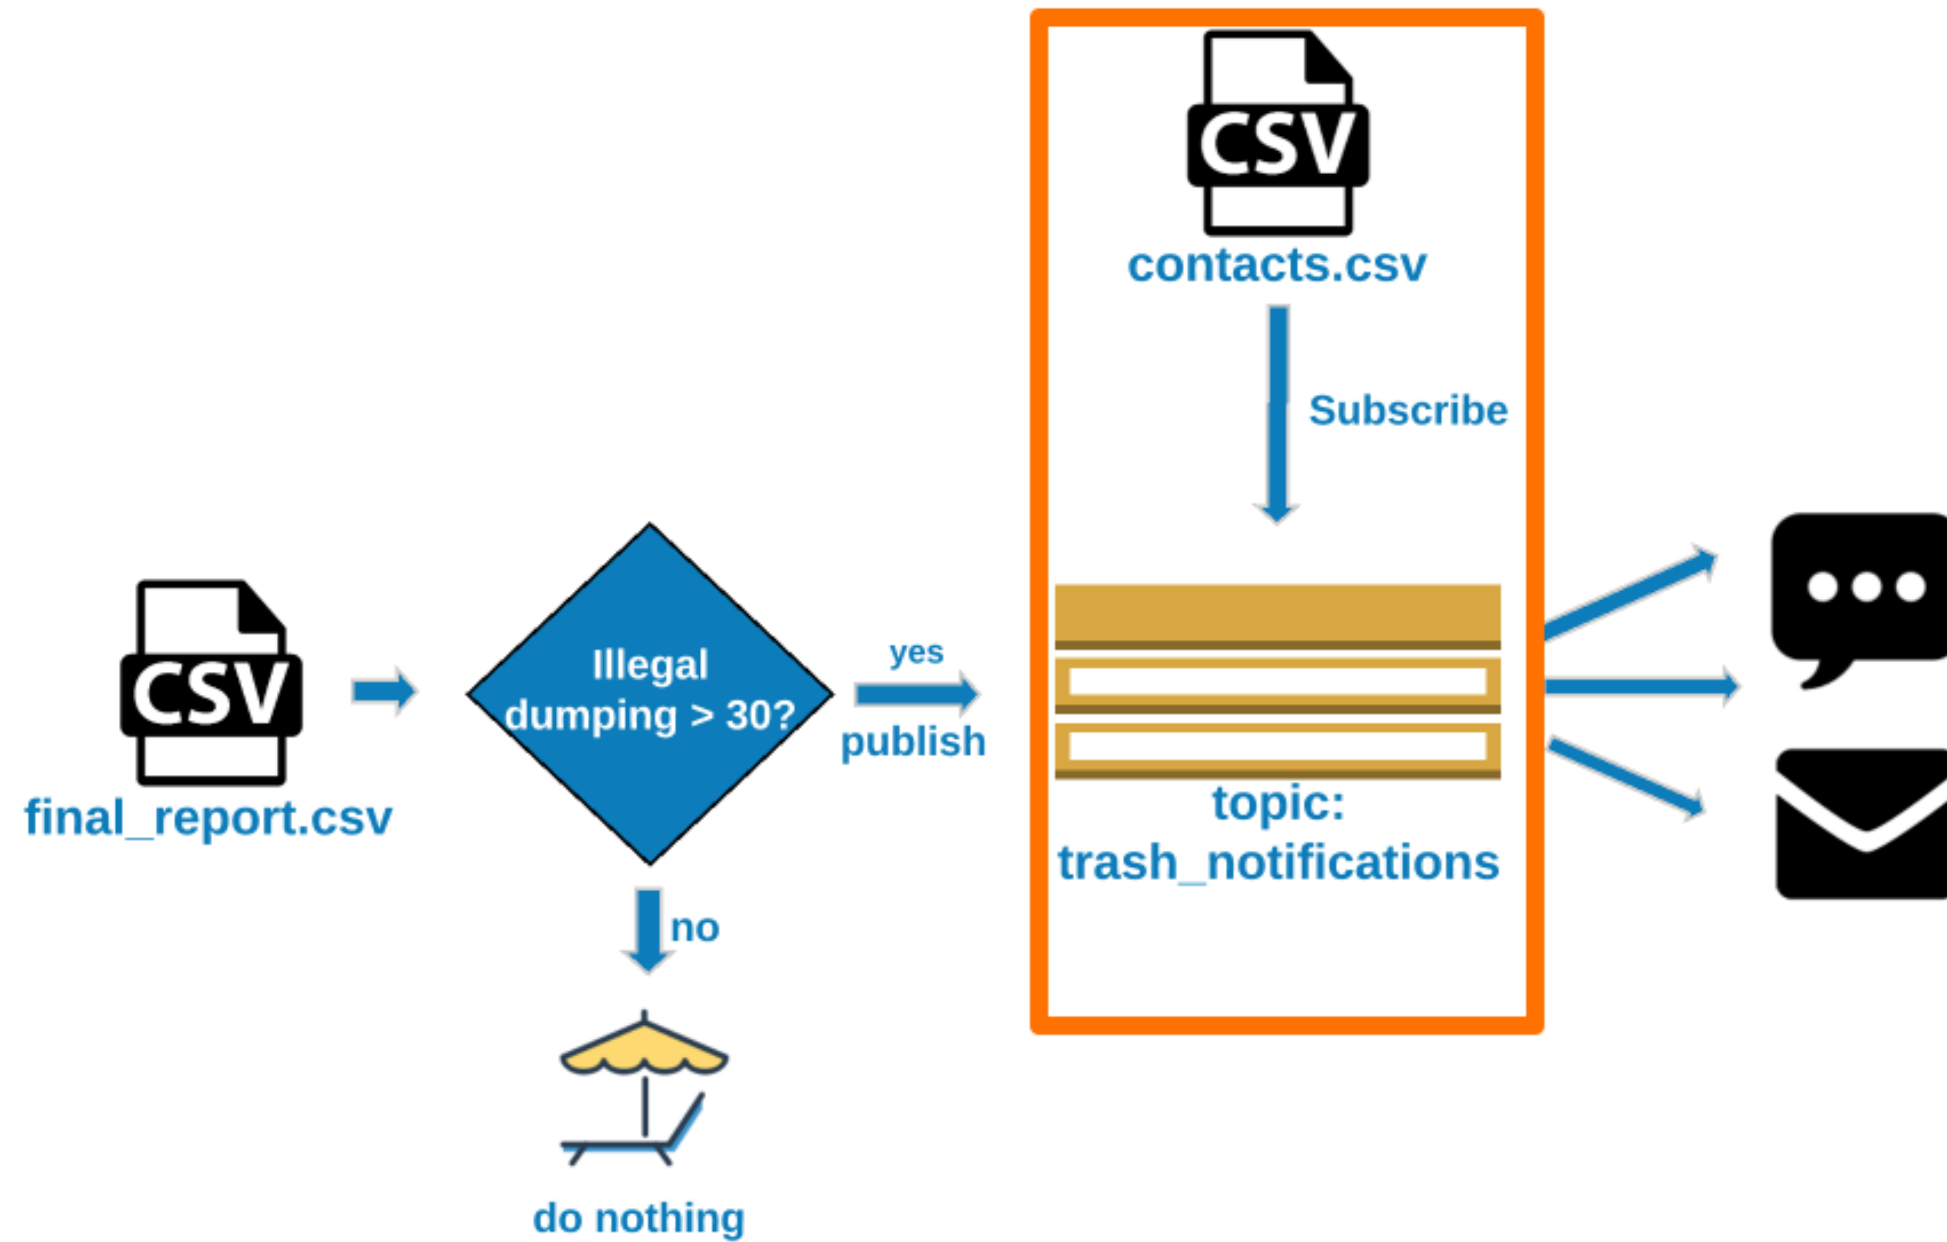 CSV
contacts.csv
Subscribe
CSV
final_report.csv
Illegal
dumping > 30?
yes
publish
topic:
trash_notifications
no
do nothing